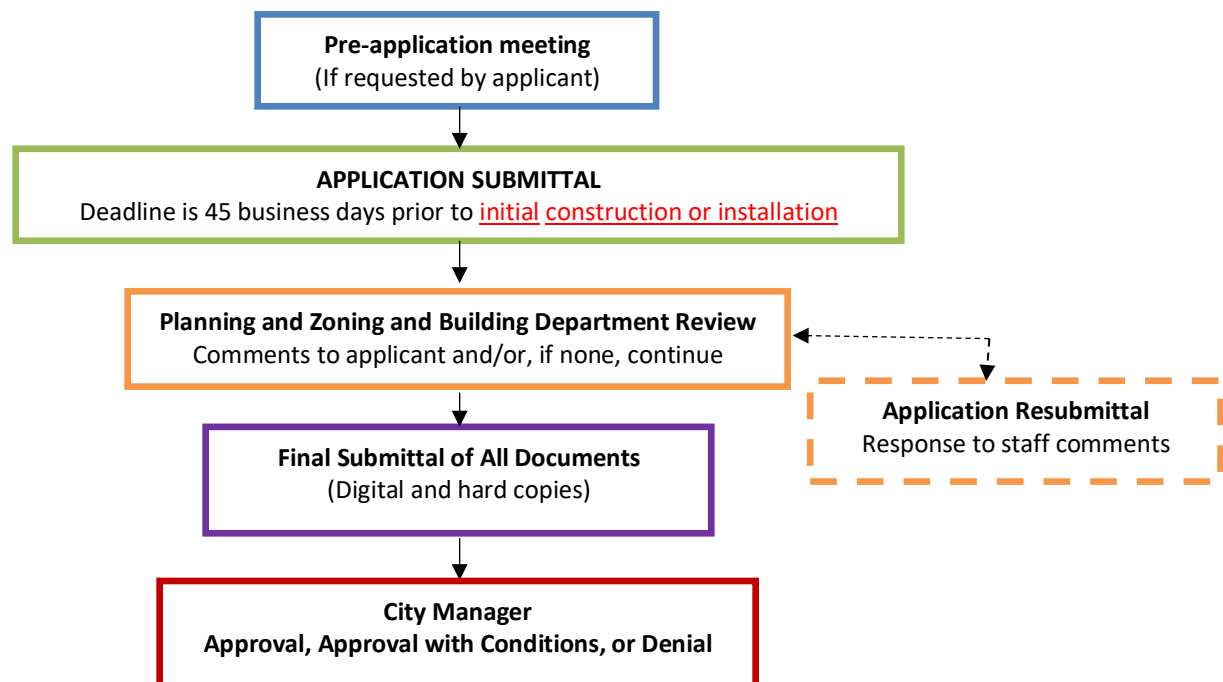 Pre-application meeting
(If requested by applicant)
APPLICATION SUBMITTAL
Deadline is 45 business days prior to initial construction or installation
Planning and Zoning and Building Department Review
Comments to applicant and/or, if none, continue
Application Resubmittal
Response to staff comments
Final Submittal of All Documents
(Digital and hard copies)
City Manager
Approval, Approval with Conditions, or Denial